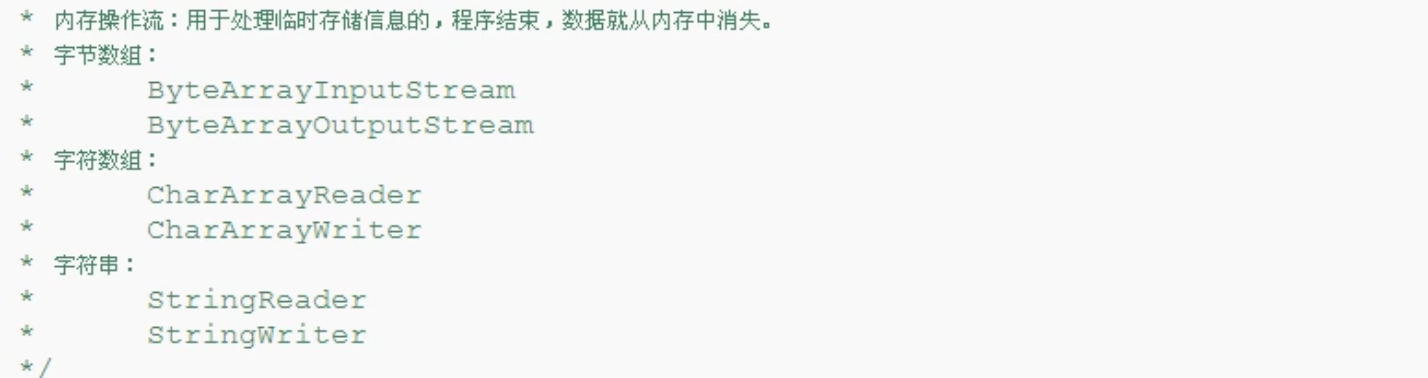 * 内存操作流：用于处理临时存储信息的，程序结束，数据就从内存中消失。
* 字节数组：
* ByteArrayInputStream
* ByteArrayOutputStream
* 字符数组：
* CharArrayReader
* CharArrayWriter
* 字符串：
* StringReader
* StringWriter
*/